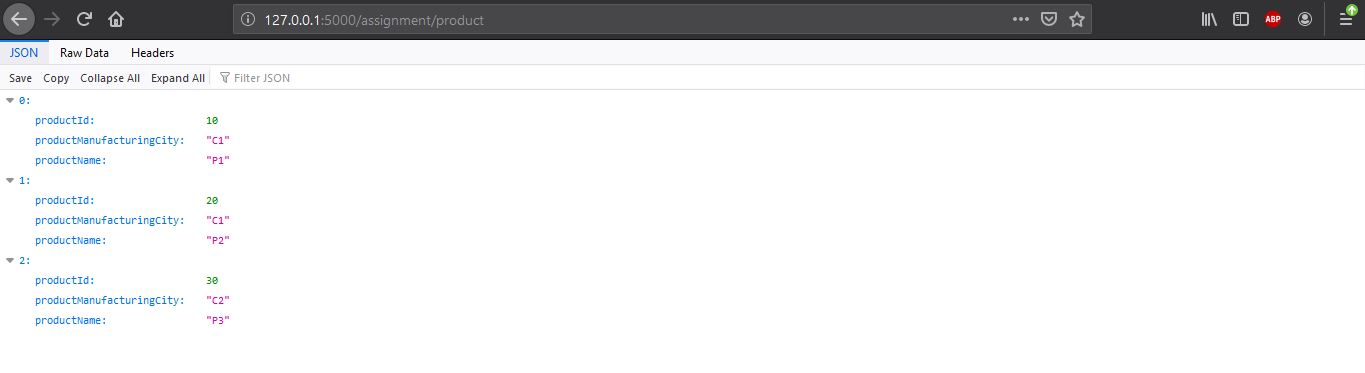 127.0.0.1:5000/assignment/product
ABP
JSON Raw Data Headers
Save Copy Collapse All Expand All Filter JSON
0:
productId: 10
productManufacturingCity: "C1"
productName: "P1"
1:
productId: 20
productManufacturingCity: "C1"
productName: "P2"
2:
productId: 30
productManufacturingCity: "C2"
productName: "P3"